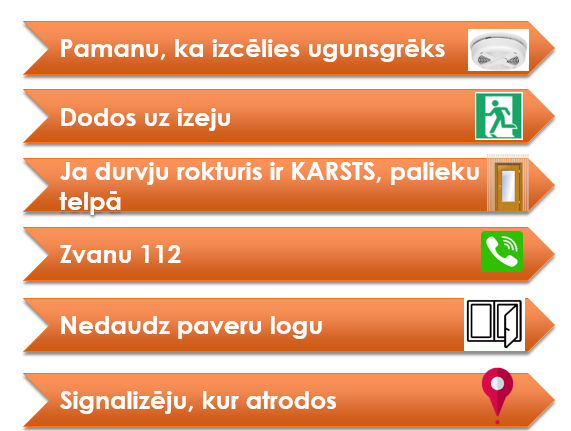 Pamanu, ka izcēlies ugunsgrēks
Dodos uz izeju
Ja durvju rokturis ir KARSTS, palieku
telpā
Zvanu 112
Nedaudz paveru logu
Signalizēju, kur atrodos